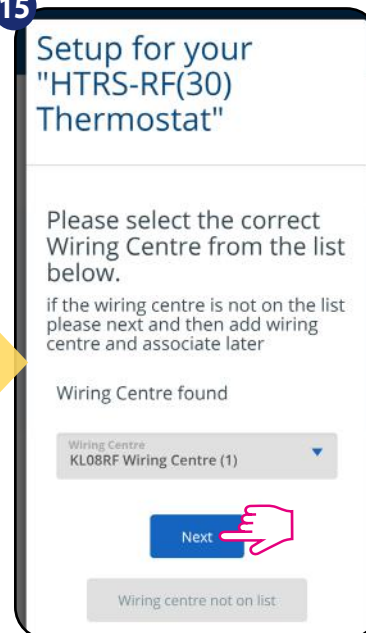 15
Setup for your
"HTRS-RF(30)
Thermostat"
Please select the correct
Wiring Centre from the list
below.
if the wiring centre is not on the list
please next and then add wiring
centre and associate later
Wiring Centre found
Wiring Centre
KL08RF Wiring Centre (1)
Next
Wiring centre not on list